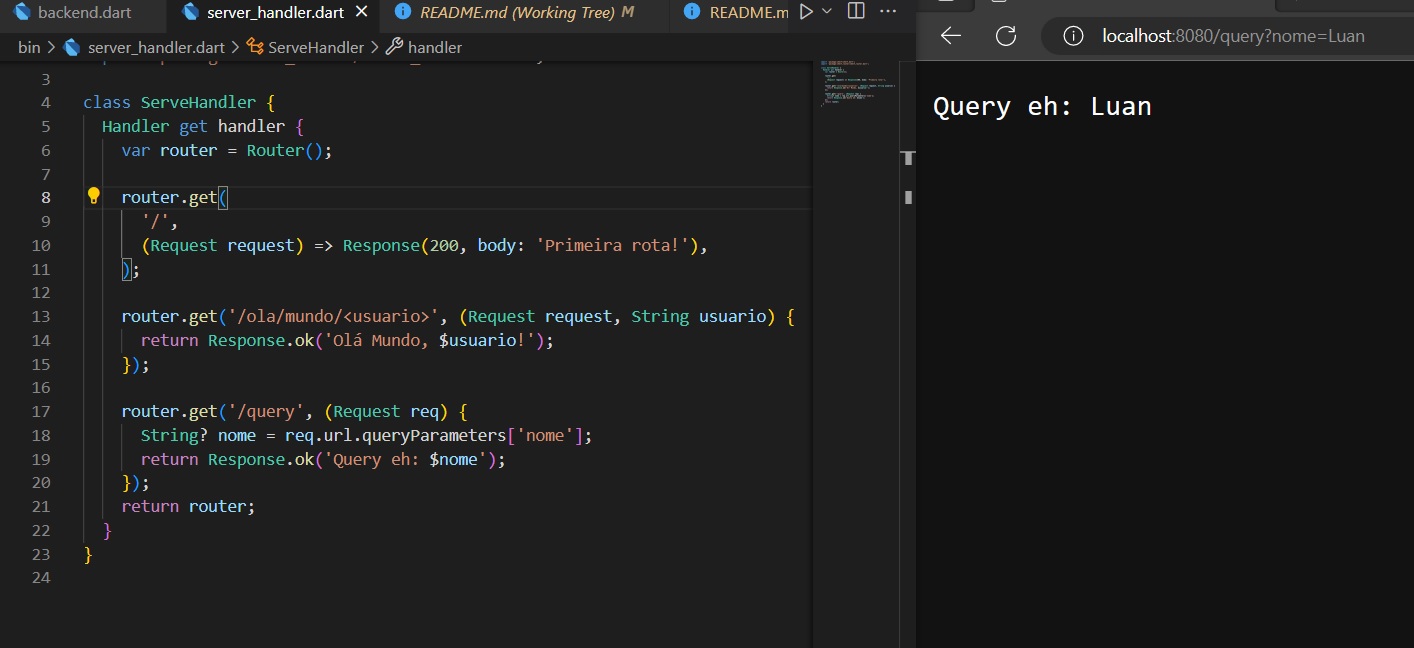 backend.dart
server_handler.dart
README.md (Working Tree) M
README.m
bin > server_handler.dart > ServeHandler > handler
3
4 class ServeHandler {
5 Handler get handler {
6 var router = Router();
7
8 router.get(
9 '/',
10 (Request request) => Response(200, body: 'Primeira rota!'),
11 );
12
13 router.get('/ola/mundo/<usuario>', (Request request, String usuario) {
14 return Response.ok('Olá Mundo, $usuario!');
15 });
16
17 router.get('/query', (Request req) {
18 String? nome = req.url.queryParameters['nome'];
19 return Response.ok('Query eh: $nome');
20 });
21 return router;
22 }
23 }
24
localhost:8080/query?nome=Luan
Query eh: Luan